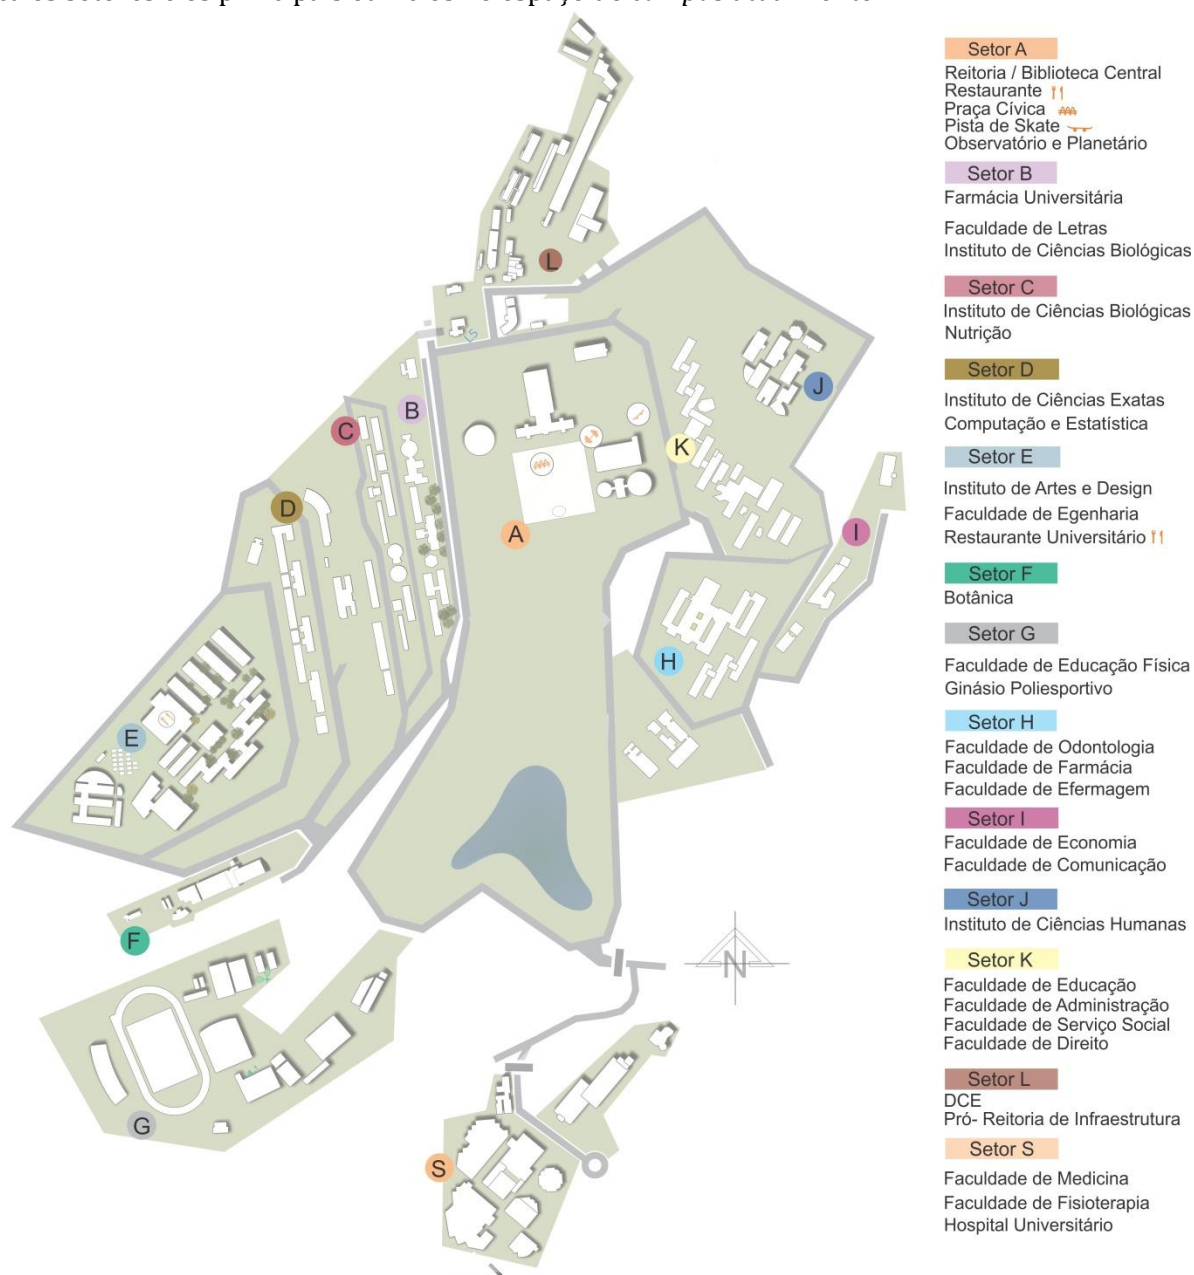 Setor A
Reitoria / Biblioteca Central
Restaurante
Praça Cívica
Pista de Skate
Observatório e Planetário
Setor B
Farmácia Universitária
Faculdade de Letras
Instituto de Ciências Biológicas
Setor C
Instituto de Ciências Biológicas
Nutrição
Setor D
Instituto de Ciências Exatas
Computação e Estatística
Setor E
Instituto de Artes e Design
Faculdade de Egenharia
Restaurante Universitário
Setor F
Botânica
Setor G
Faculdade de Educação Física
Ginásio Poliesportivo
Setor H
Faculdade de Odontologia
Faculdade de Farmácia
Faculdade de Efermagem
Setor I
Faculdade de Economia
Faculdade de Comunicação
Setor J
Instituto de Ciências Humanas
Setor K
Faculdade de Educação
Faculdade de Administração
Faculdade de Serviço Social
Faculdade de Direito
Setor L
DCE
Pró- Reitoria de Infraestrutura
Setor S
Faculdade de Medicina
Faculdade de Fisioterapia
Hospital Universitário
L
J
B
C
K
D
A
I
H
E
F
N
G
S